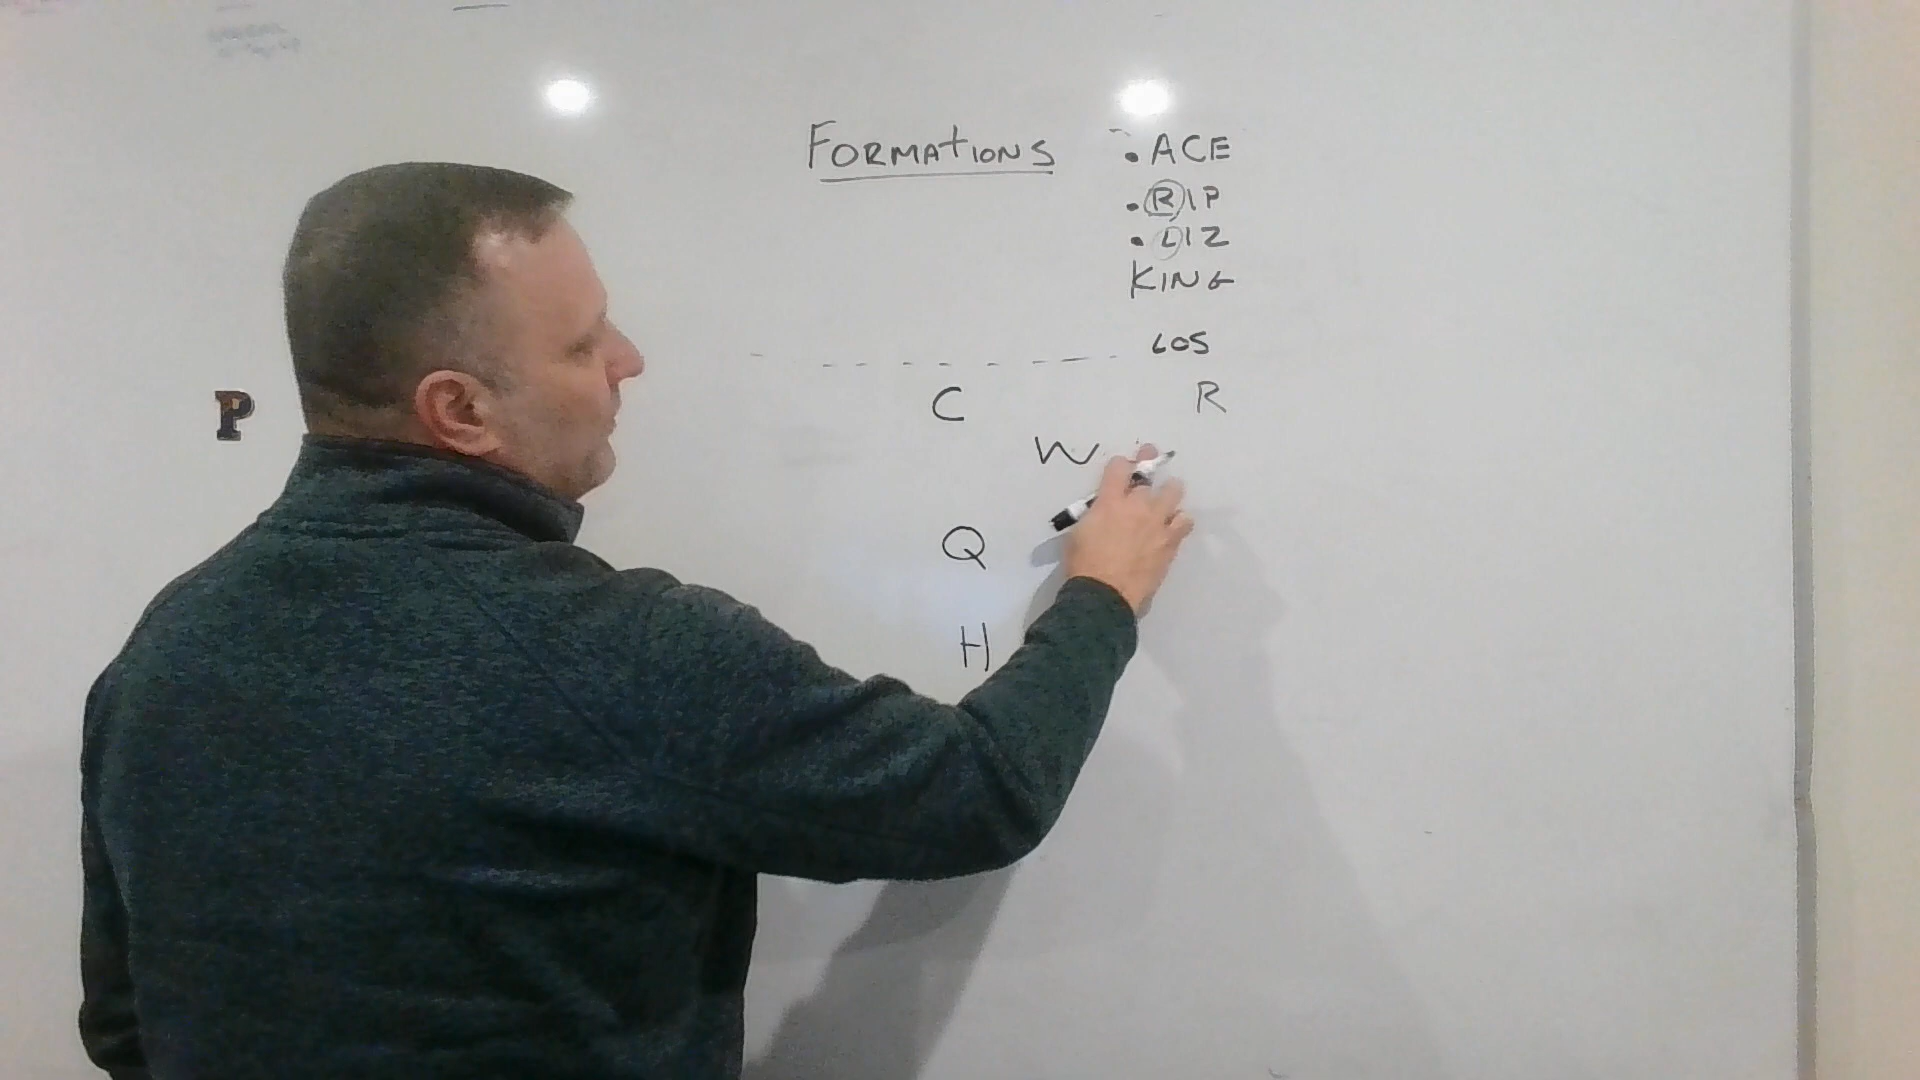 FORMATIONS
• ACE
• RIP
• LIZ
KING
LOS
C R
W
P
Q
H